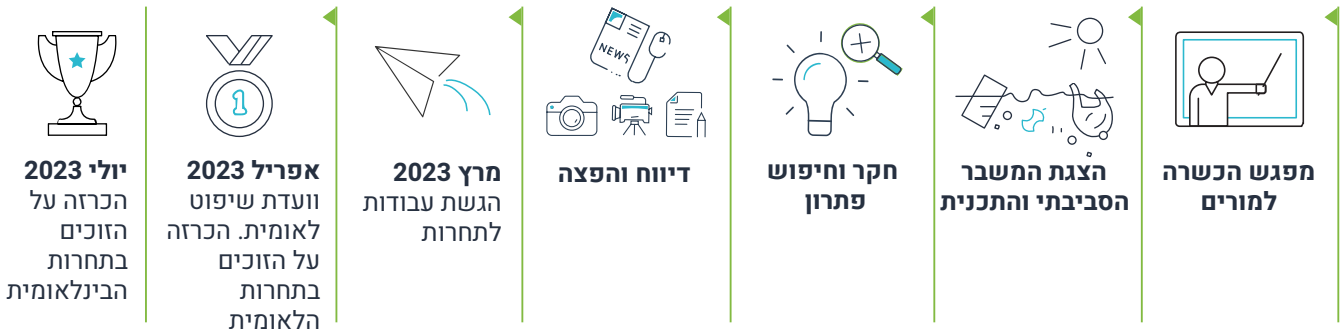 מפגש הכשרה
למורים
הצגת המשבר
הסביבתי והתכנית
חקר וחיפוש
פתרון
NEWS
דיווח והפצה
מרץ 2023
הגשת עבודות
לתחרות
1
אפריל 2023
וועדת שיפוט
לאומית. הכרזה
על הזוכים
בתחרות
הלאומית
יולי 2023
הכרזה על
הזוכים
בתחרות
הבינלאומית